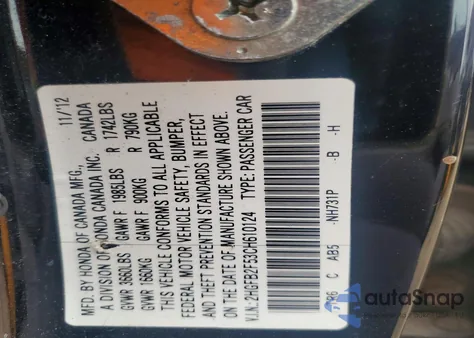 MFD. BY HONDA OF CANADA MFG., 11/12
A DIVISION OF HONDA CANADA INC. CANADA
GVWR 3660LBS GAWR F 1985LBS R 1742LBS
GVWR 1660KG GAWR F 900KG R 790KG
THIS VEHICLE CONFORMS TO ALL APPLICABLE
FEDERAL MOTOR VEHICLE SAFETY, BUMPER,
AND THEFT PREVENTION STANDARDS IN EFFECT
ON THE DATE OF MANUFACTURE SHOWN ABOVE.
V.I.N.:2HGFB2F53CH610124 TYPE: PASSENGER CAR
C AB5 -NH731P -B -H
autoSnap